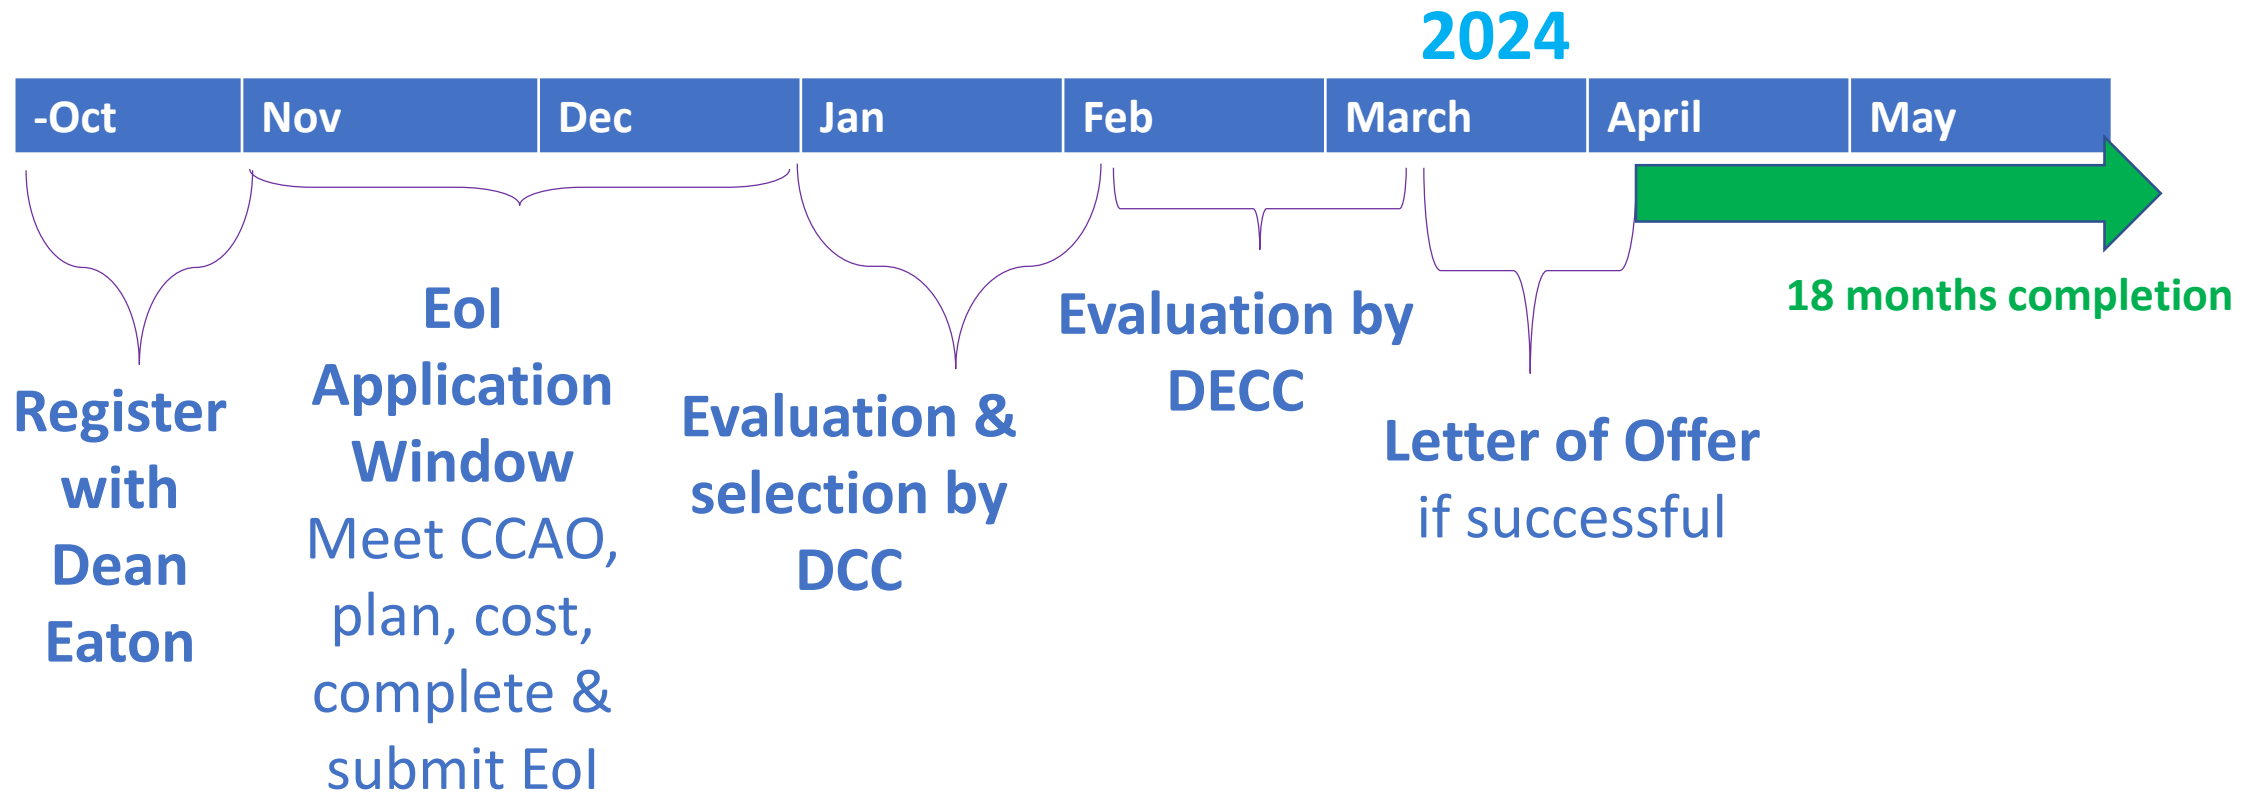 2024
-Oct Nov Dec Jan Feb March April May
Register
with
Dean
Eaton
EoI
Application
Window
Meet CCAO,
plan, cost,
complete &
submit EoI
Evaluation &
selection by
DCC
Evaluation by
DECC
Letter of Offer
if successful
18 months completion